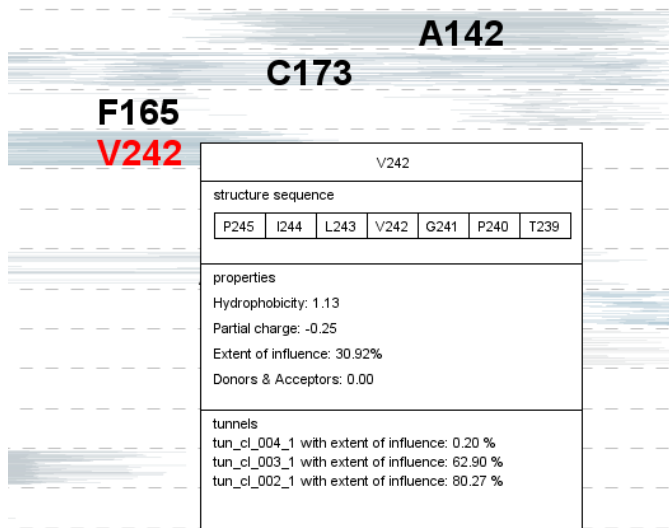 A142
C173
F165
V242
V242
structure sequence
P245 I244 L243 V242 G241 P240 T239
properties
Hydrophobicity: 1.13
Partial charge: -0.25
Extent of influence: 30.92%
Donors & Acceptors: 0.00
tunnels
tun_cl_004_1 with extent of influence: 0.20 %
tun_cl_003_1 with extent of influence: 62.90 %
tun_cl_002_1 with extent of influence: 80.27 %